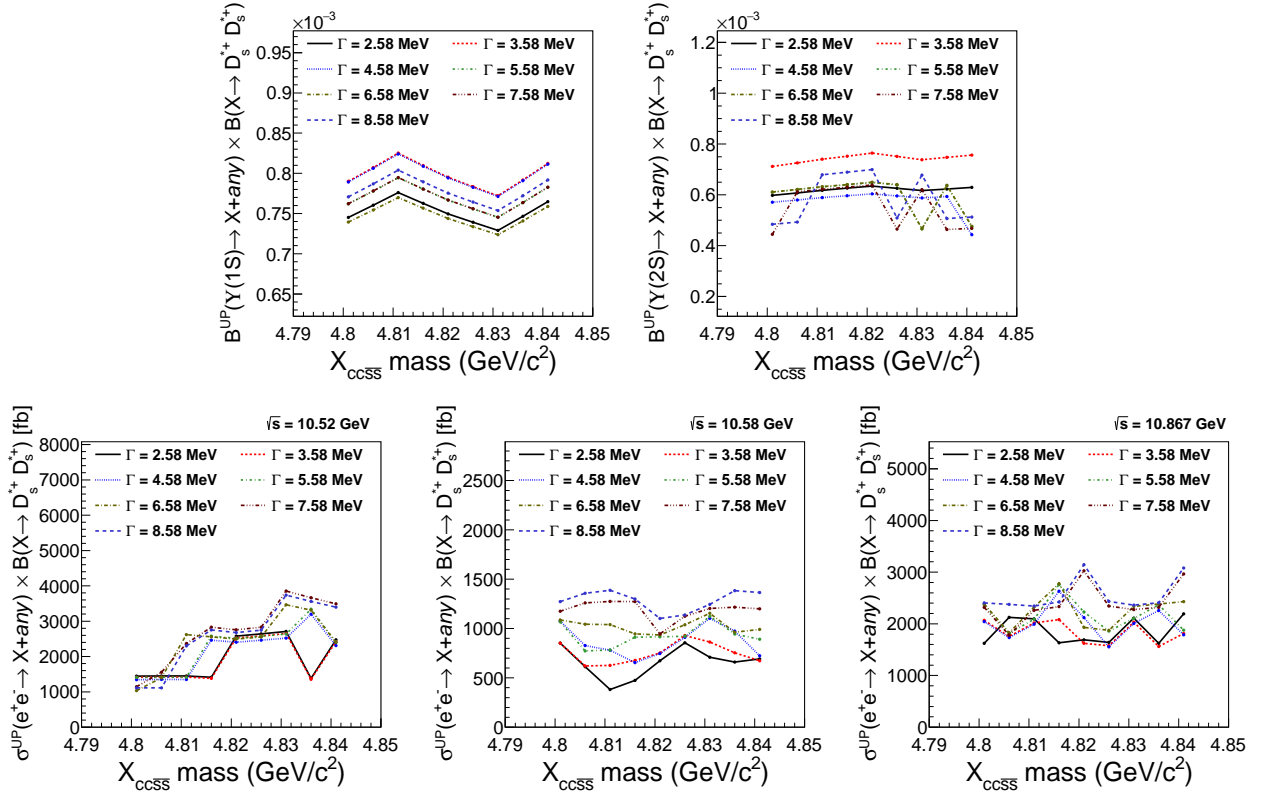 ×10⁻³
B^UP(ϒ(1S)→ X+any) × B(X→ D_s^*+ D_s^*+)
0.95
0.9
0.85
0.8
0.75
0.7
0.65
Γ = 2.58 MeV
Γ = 3.58 MeV
Γ = 4.58 MeV
Γ = 5.58 MeV
Γ = 6.58 MeV
Γ = 7.58 MeV
Γ = 8.58 MeV
4.79 4.8 4.81 4.82 4.83 4.84 4.85
X_ccs̅s̅ mass (GeV/c²)
×10⁻³
B^UP(ϒ(2S)→ X+any) × B(X→ D_s^*+ D_s^*+)
1.2
1
0.8
0.6
0.4
0.2
Γ = 2.58 MeV
Γ = 3.58 MeV
Γ = 4.58 MeV
Γ = 5.58 MeV
Γ = 6.58 MeV
Γ = 7.58 MeV
Γ = 8.58 MeV
4.79 4.8 4.81 4.82 4.83 4.84 4.85
X_ccs̅s̅ mass (GeV/c²)
√s = 10.52 GeV
σ^UP(e⁺e⁻→ X+any) × B(X→ D_s^*+ D_s^*+) [fb]
8000
7000
6000
5000
4000
3000
2000
1000
0
Γ = 2.58 MeV
Γ = 3.58 MeV
Γ = 4.58 MeV
Γ = 5.58 MeV
Γ = 6.58 MeV
Γ = 7.58 MeV
Γ = 8.58 MeV
4.79 4.8 4.81 4.82 4.83 4.84 4.85
X_ccs̅s̅ mass (GeV/c²)
√s = 10.58 GeV
σ^UP(e⁺e⁻→ X+any) × B(X→ D_s^*+ D_s^*+) [fb]
2500
2000
1500
1000
500
0
Γ = 2.58 MeV
Γ = 3.58 MeV
Γ = 4.58 MeV
Γ = 5.58 MeV
Γ = 6.58 MeV
Γ = 7.58 MeV
Γ = 8.58 MeV
4.79 4.8 4.81 4.82 4.83 4.84 4.85
X_ccs̅s̅ mass (GeV/c²)
√s = 10.867 GeV
σ^UP(e⁺e⁻→ X+any) × B(X→ D_s^*+ D_s^*+) [fb]
5000
4000
3000
2000
1000
0
Γ = 2.58 MeV
Γ = 3.58 MeV
Γ = 4.58 MeV
Γ = 5.58 MeV
Γ = 6.58 MeV
Γ = 7.58 MeV
Γ = 8.58 MeV
4.79 4.8 4.81 4.82 4.83 4.84 4.85
X_ccs̅s̅ mass (GeV/c²)